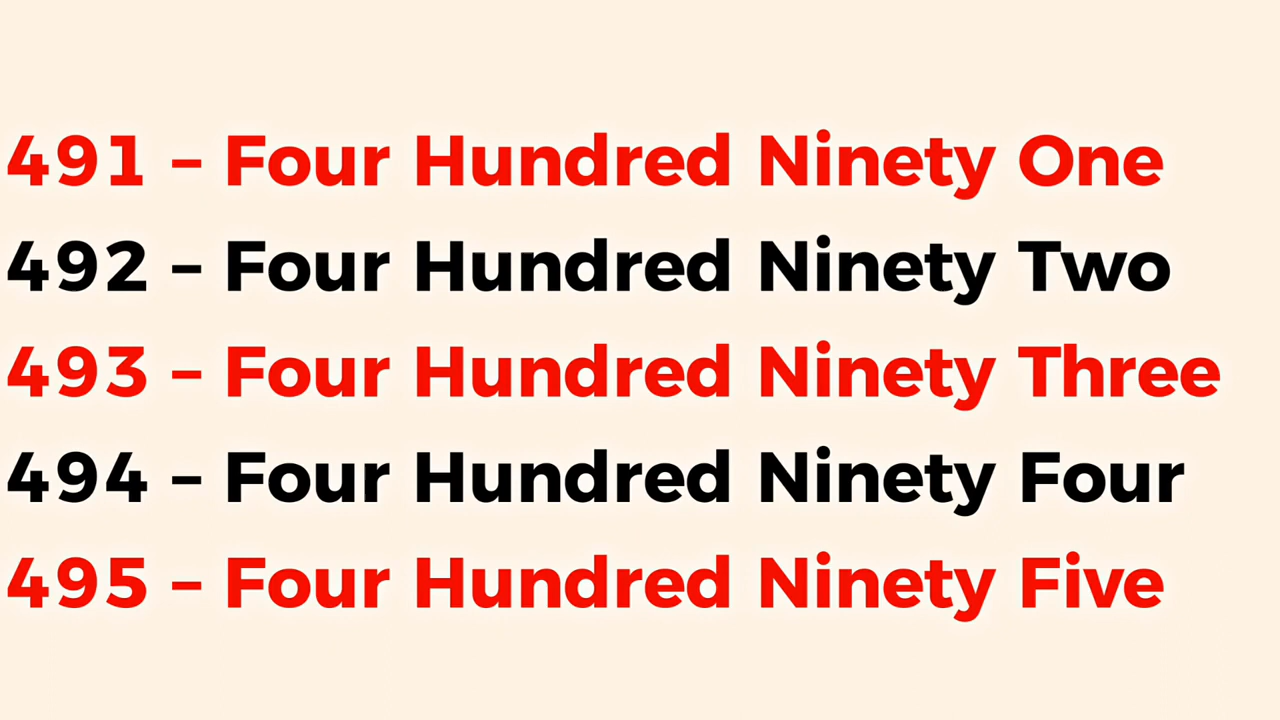 491 – Four Hundred Ninety One
492 – Four Hundred Ninety Two
493 – Four Hundred Ninety Three
494 – Four Hundred Ninety Four
495 – Four Hundred Ninety Five